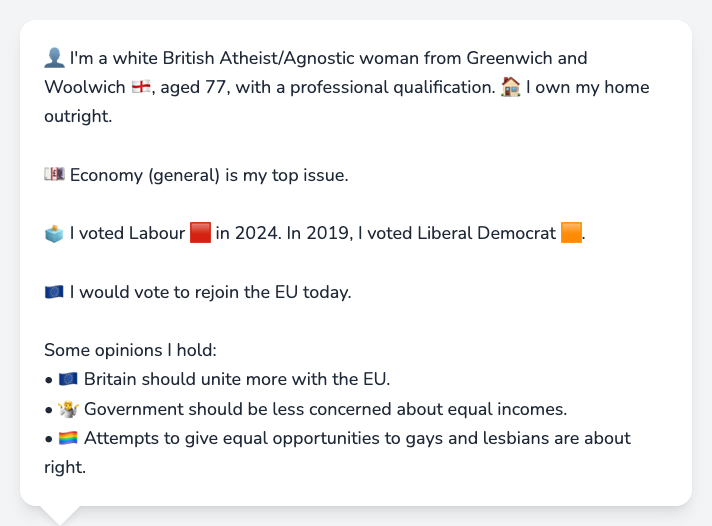 👤 I'm a white British Atheist/Agnostic woman from Greenwich and
Woolwich 🏴󠁧󠁢󠁥󠁮󠁧󠁿, aged 77, with a professional qualification. 🏠 I own my home
outright.
💷 Economy (general) is my top issue.
🗳️ I voted Labour 🟥 in 2024. In 2019, I voted Liberal Democrat 🟧.
🇪🇺 I would vote to rejoin the EU today.
Some opinions I hold:
• 🇪🇺 Britain should unite more with the EU.
• 🤷 Government should be less concerned about equal incomes.
• 🏳️‍🌈 Attempts to give equal opportunities to gays and lesbians are about
right.